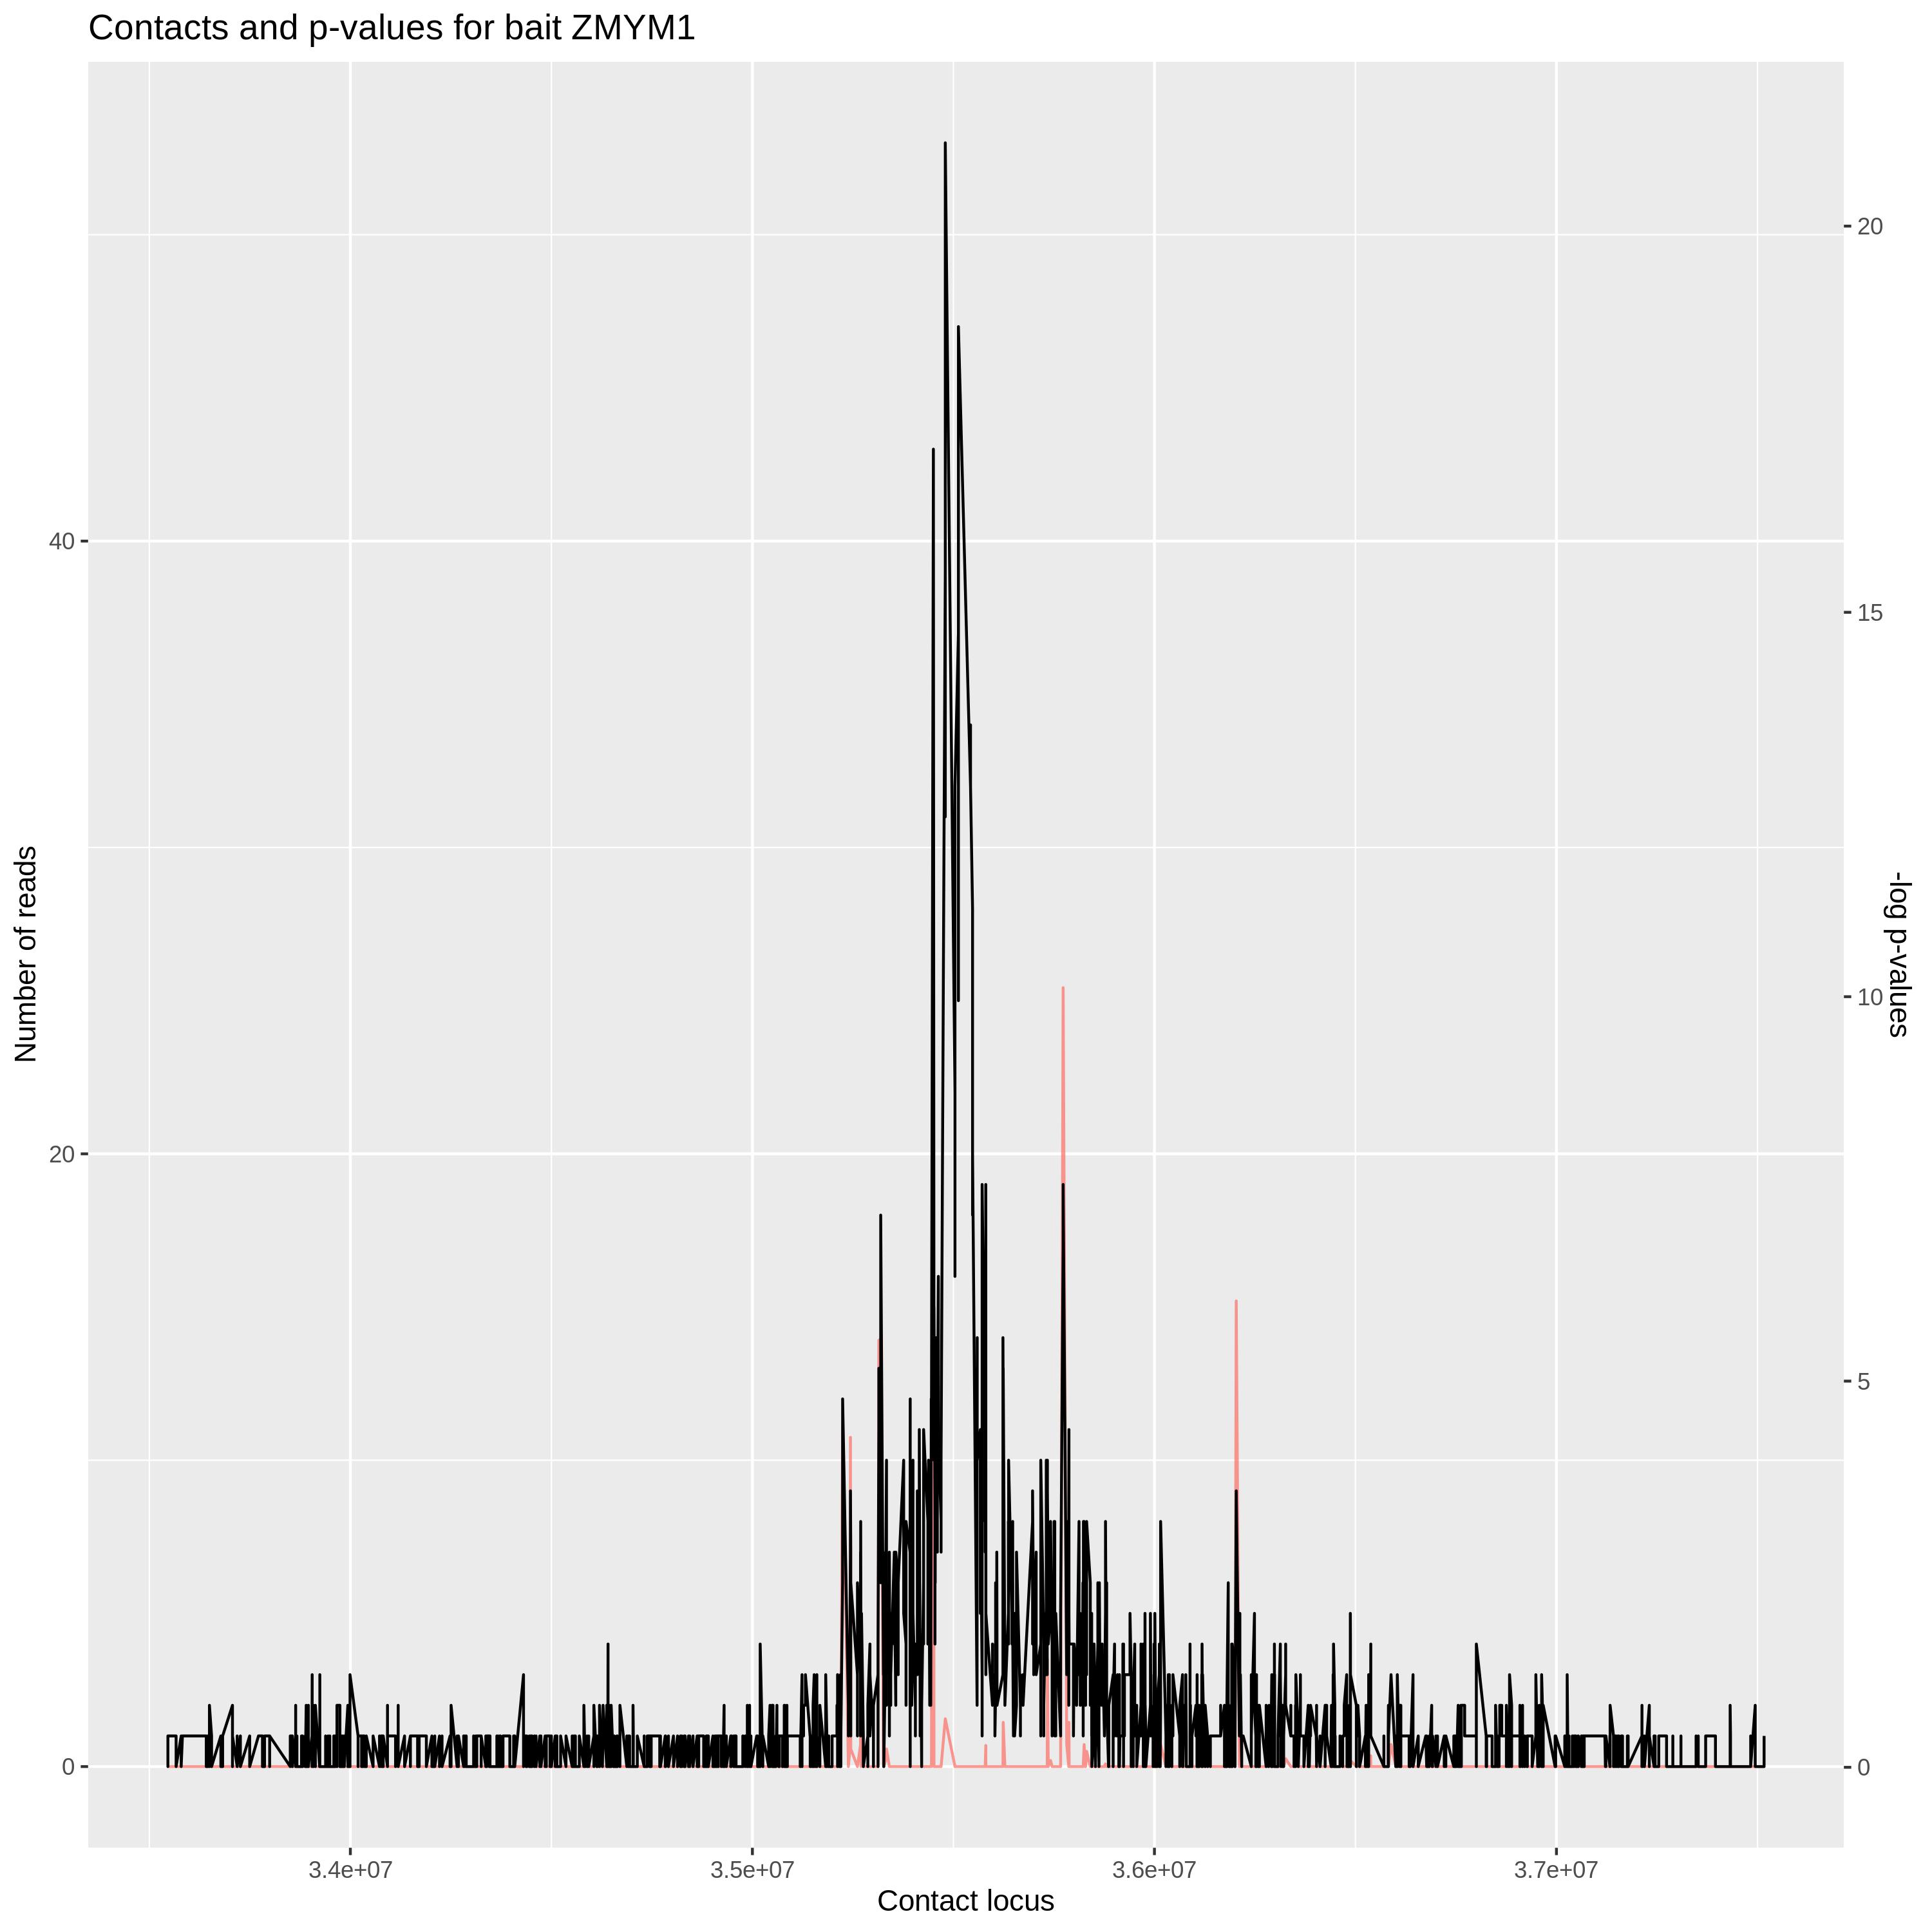 Contacts and p-values for bait ZMYM1
Number of reads
40
20
0
20
15
10
5
0
-log p-values
3.4e+07
3.5e+07
3.6e+07
3.7e+07
Contact locus